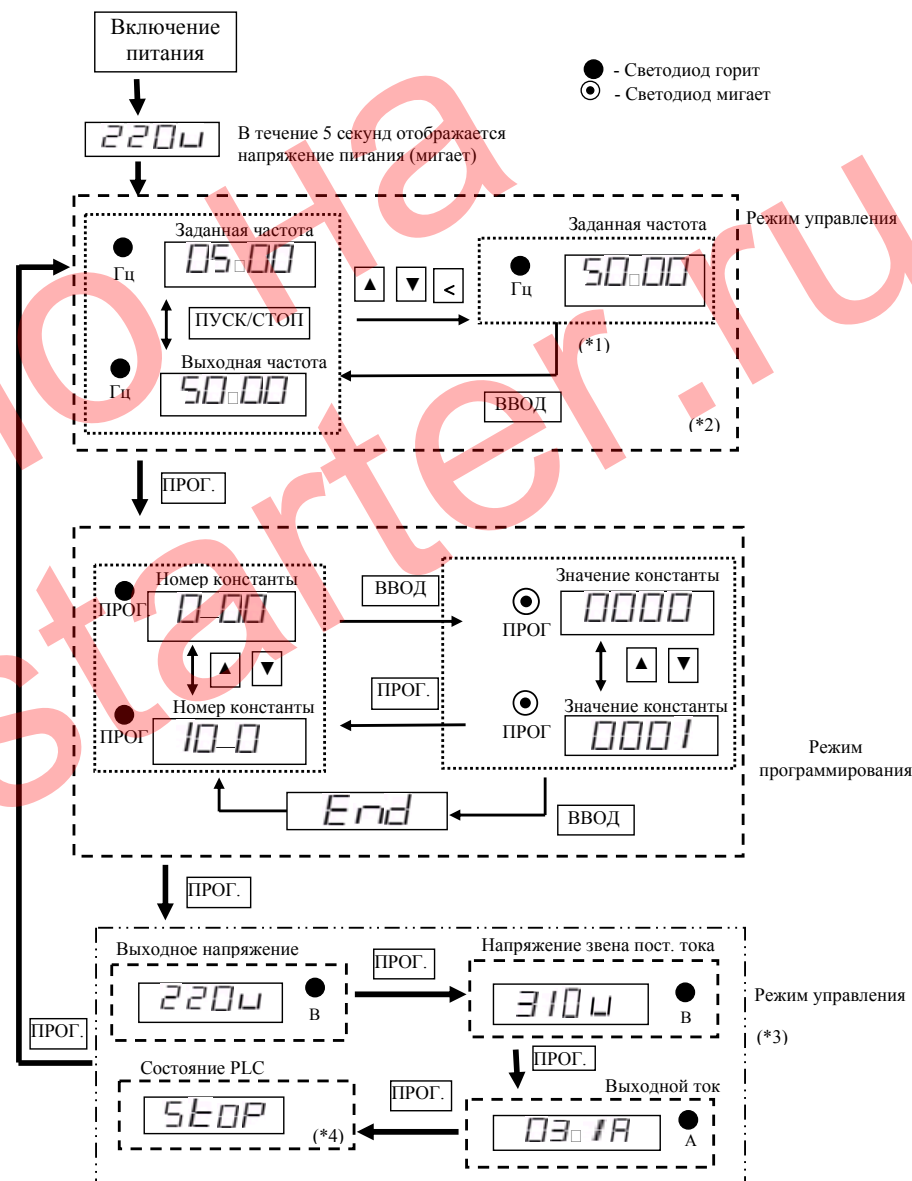 Включение
питания
- Светодиод горит
- Светодиод мигает
220u
В течение 5 секунд отображается
напряжение питания (мигает)
Режим управления
Заданная частота
Гц
05.00
ПУСК/СТОП
Выходная частота
Гц
50.00
▲ ▼ <
Заданная частота
Гц
50.00
(*1)
ВВОД
(*2)
ПРОГ.
Номер константы
ПРОГ
0-00
▲ ▼
Номер константы
ПРОГ
10-0
ВВОД
ПРОГ.
Значение константы
ПРОГ
0000
▲ ▼
Значение константы
ПРОГ
0001
End
ВВОД
Режим
программирования
ПРОГ.
Выходное напряжение
220u
В
ПРОГ.
Напряжение звена пост. тока
310u
В
Режим управления
(*3)
ПРОГ.
ПРОГ.
Выходной ток
03.1A
А
ПРОГ.
Состояние PLC
StoP
(*4)
но на
starter.ru